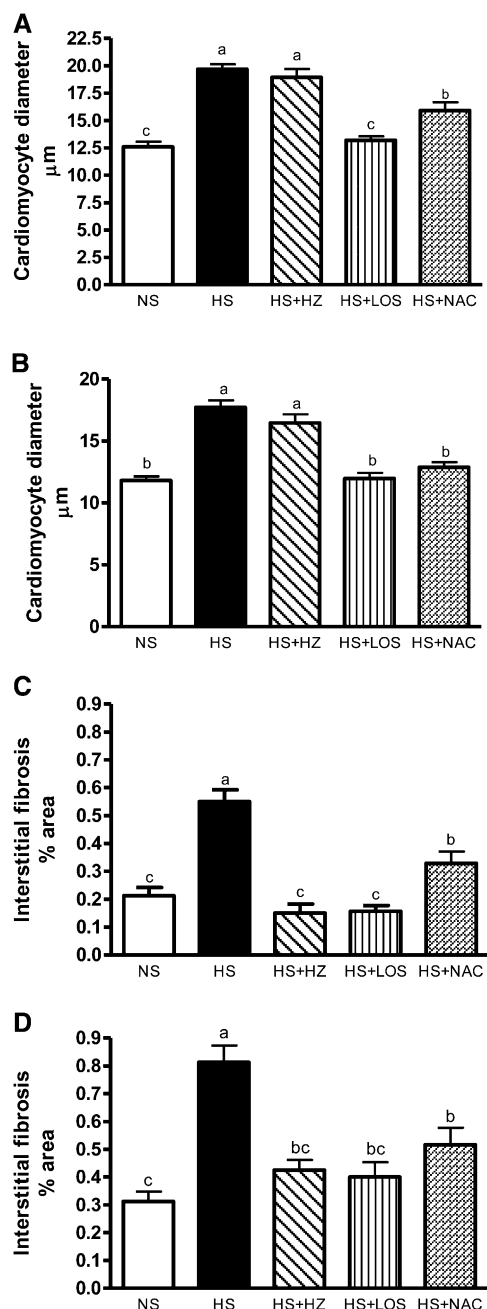 A
Cardiomyocyte diameter
µm
22.5
20.0
17.5
15.0
12.5
10.0
7.5
5.0
2.5
0.0
c
a
a
c
b
NS HS HS+HZ HS+LOS HS+NAC
B
Cardiomyocyte diameter
µm
20
15
10
5
0
b
a
a
b
b
NS HS HS+HZ HS+LOS HS+NAC
C
Interstitial fibrosis
% area
0.9
0.8
0.7
0.6
0.5
0.4
0.3
0.2
0.1
0.0
c
a
c
c
b
NS HS HS+HZ HS+LOS HS+NAC
D
Interstitial fibrosis
% area
0.9
0.8
0.7
0.6
0.5
0.4
0.3
0.2
0.1
0.0
c
a
bc
bc
b
NS HS HS+HZ HS+LOS HS+NAC